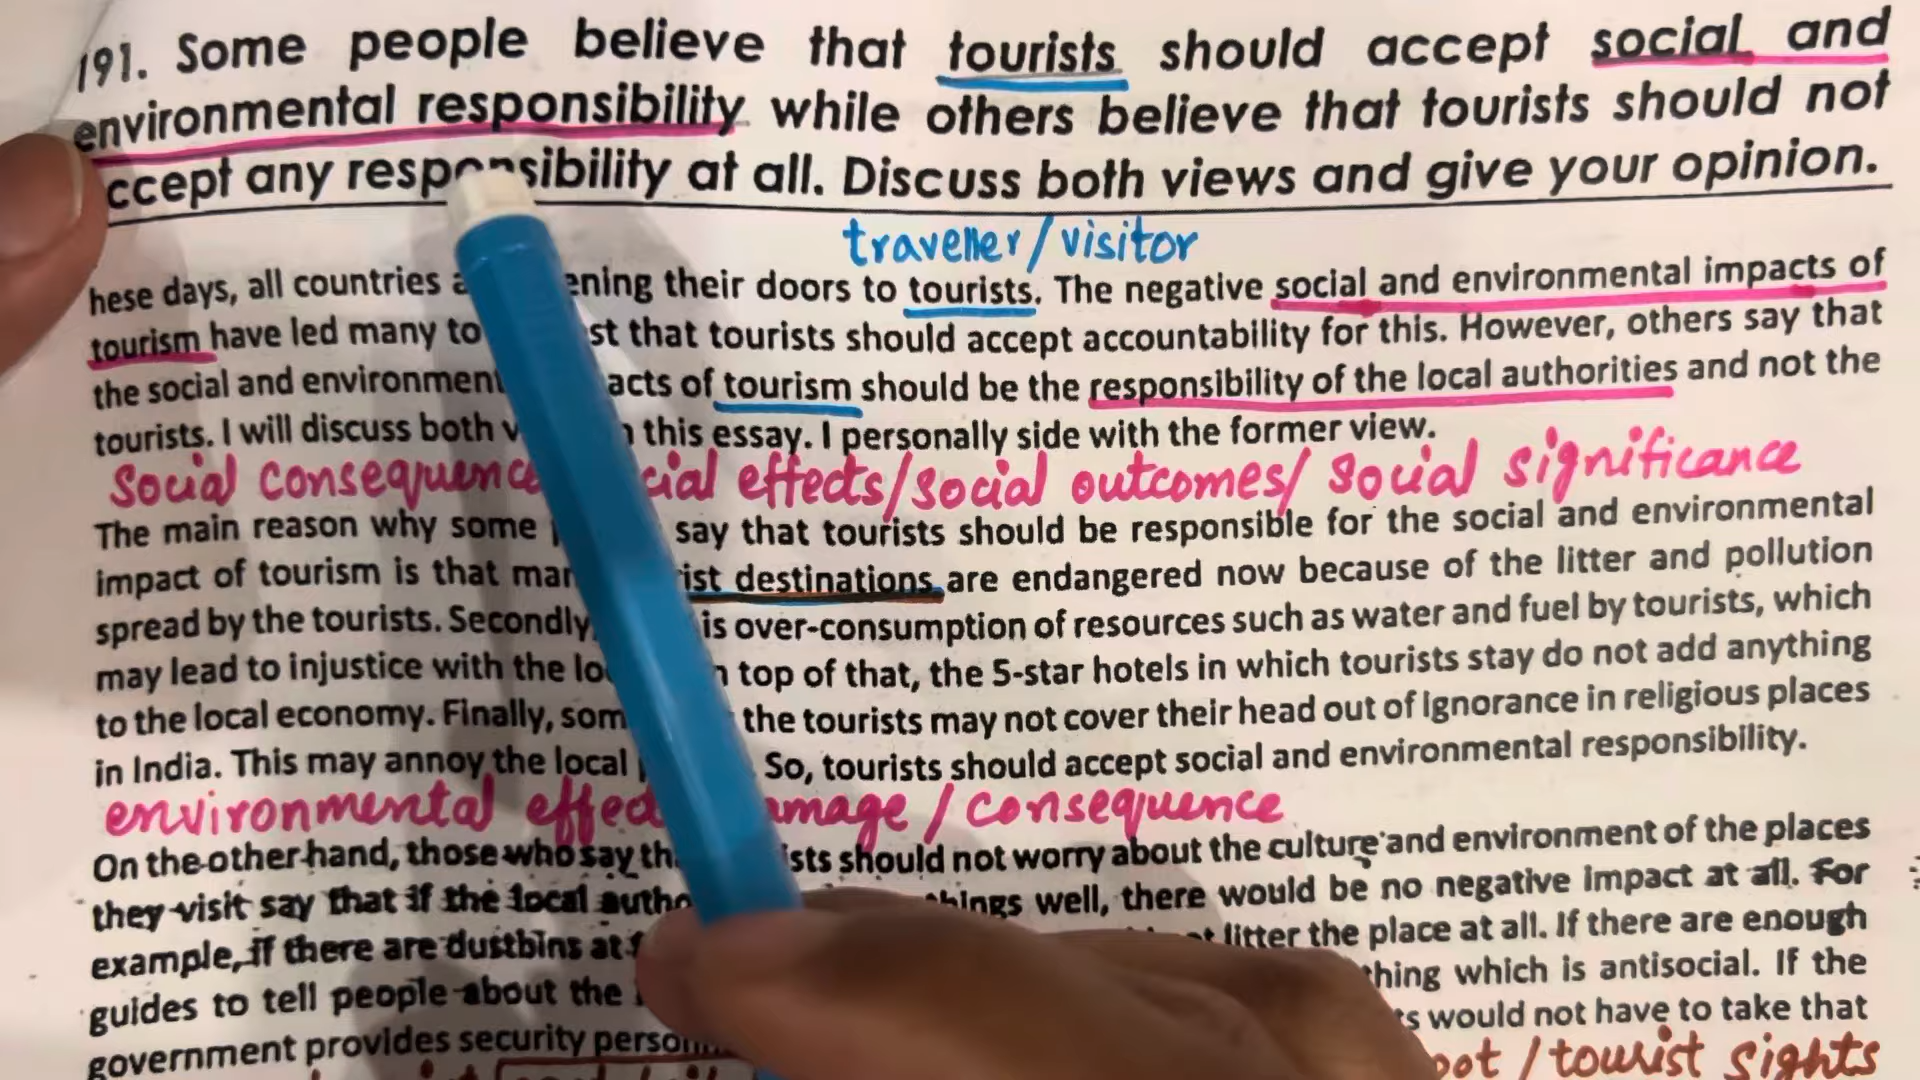 191. Some people believe that tourists should accept social and
environmental responsibility while others believe that tourists should not
ccept any responsibility at all. Discuss both views and give your opinion.
traveller/visitor
hese days, all countries ening their doors to tourists. The negative social and environmental impacts of
tourism have led many to st that tourists should accept accountability for this. However, others say that
the social and environment acts of tourism should be the responsibility of the local authorities and not the
tourists. I will discuss both this essay. I personally side with the former view.
Social consequence cial effects/social outcomes/ social significance
The main reason why some say that tourists should be responsible for the social and environmental
impact of tourism is that man ist destinations are endangered now because of the litter and pollution
spread by the tourists. Secondly, is over-consumption of resources such as water and fuel by tourists, which
may lead to injustice with the lo top of that, the 5-star hotels in which tourists stay do not add anything
to the local economy. Finally, som the tourists may not cover their head out of ignorance in religious places
in India. This may annoy the local So, tourists should accept social and environmental responsibility.
environmental effec amage / consequence
On the other hand, those who say th ists should not worry about the culture and environment of the places
they visit say that if the local autho things well, there would be no negative impact at all. For
example, if there are dustbins at litter the place at all. If there are enough
guides to tell people about the thing which is antisocial. If the
government provides security person ts would not have to take that
oot / tourist sights